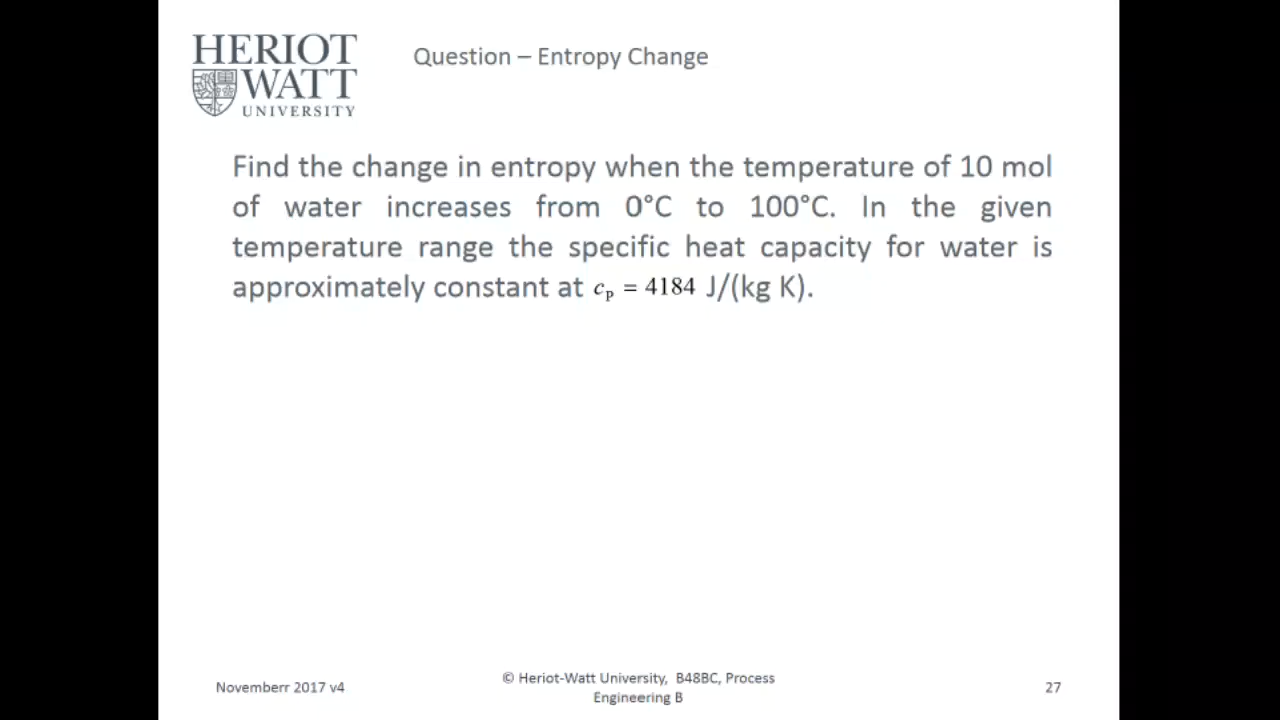 HERIOT
WATT
UNIVERSITY
Question – Entropy Change
Find the change in entropy when the temperature of 10 mol
of water increases from 0°C to 100°C. In the given
temperature range the specific heat capacity for water is
approximately constant at cP = 4184 J/(kg K).
Novemberr 2017 v4
© Heriot-Watt University, B48BC, Process
Engineering B
27